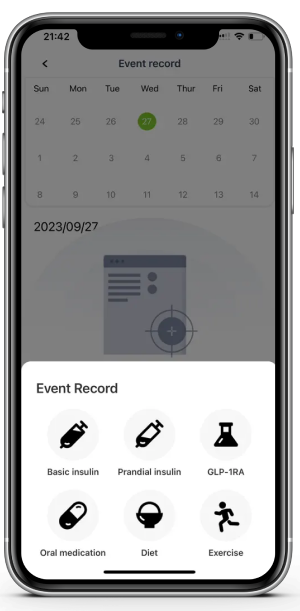 21:42
Event record
Sun Mon Tue Wed Thur Fri Sat
24 25 26 27 28 29 30
1 2 3 4 5 6 7
8 9 10 11 12 13 14
2023/09/27
Event Record
Basic insulin Prandial insulin GLP-1RA
Oral medication Diet Exercise